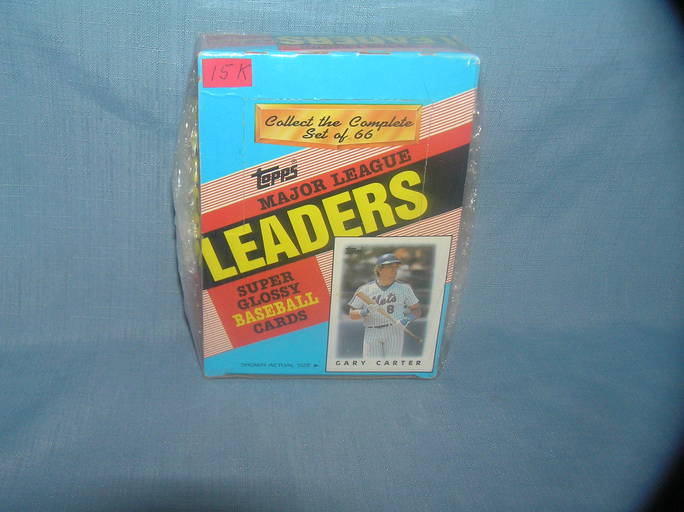 LEADERS
15K
Collect the Complete
Set of 66
Topps
MAJOR LEAGUE
LEADERS
SUPER
GLOSSY
BASEBALL
CARDS
Mets
8
GARY CARTER
SHOWN ACTUAL SIZE